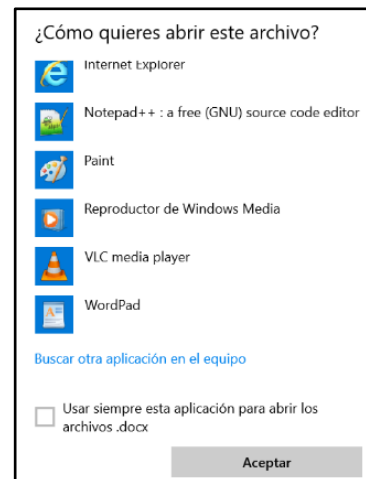 ¿Cómo quieres abrir este archivo?
Internet Explorer
Notepad++ : a free (GNU) source code editor
Paint
Reproductor de Windows Media
VLC media player
WordPad
Buscar otra aplicación en el equipo
Usar siempre esta aplicación para abrir los
archivos .docx
Aceptar